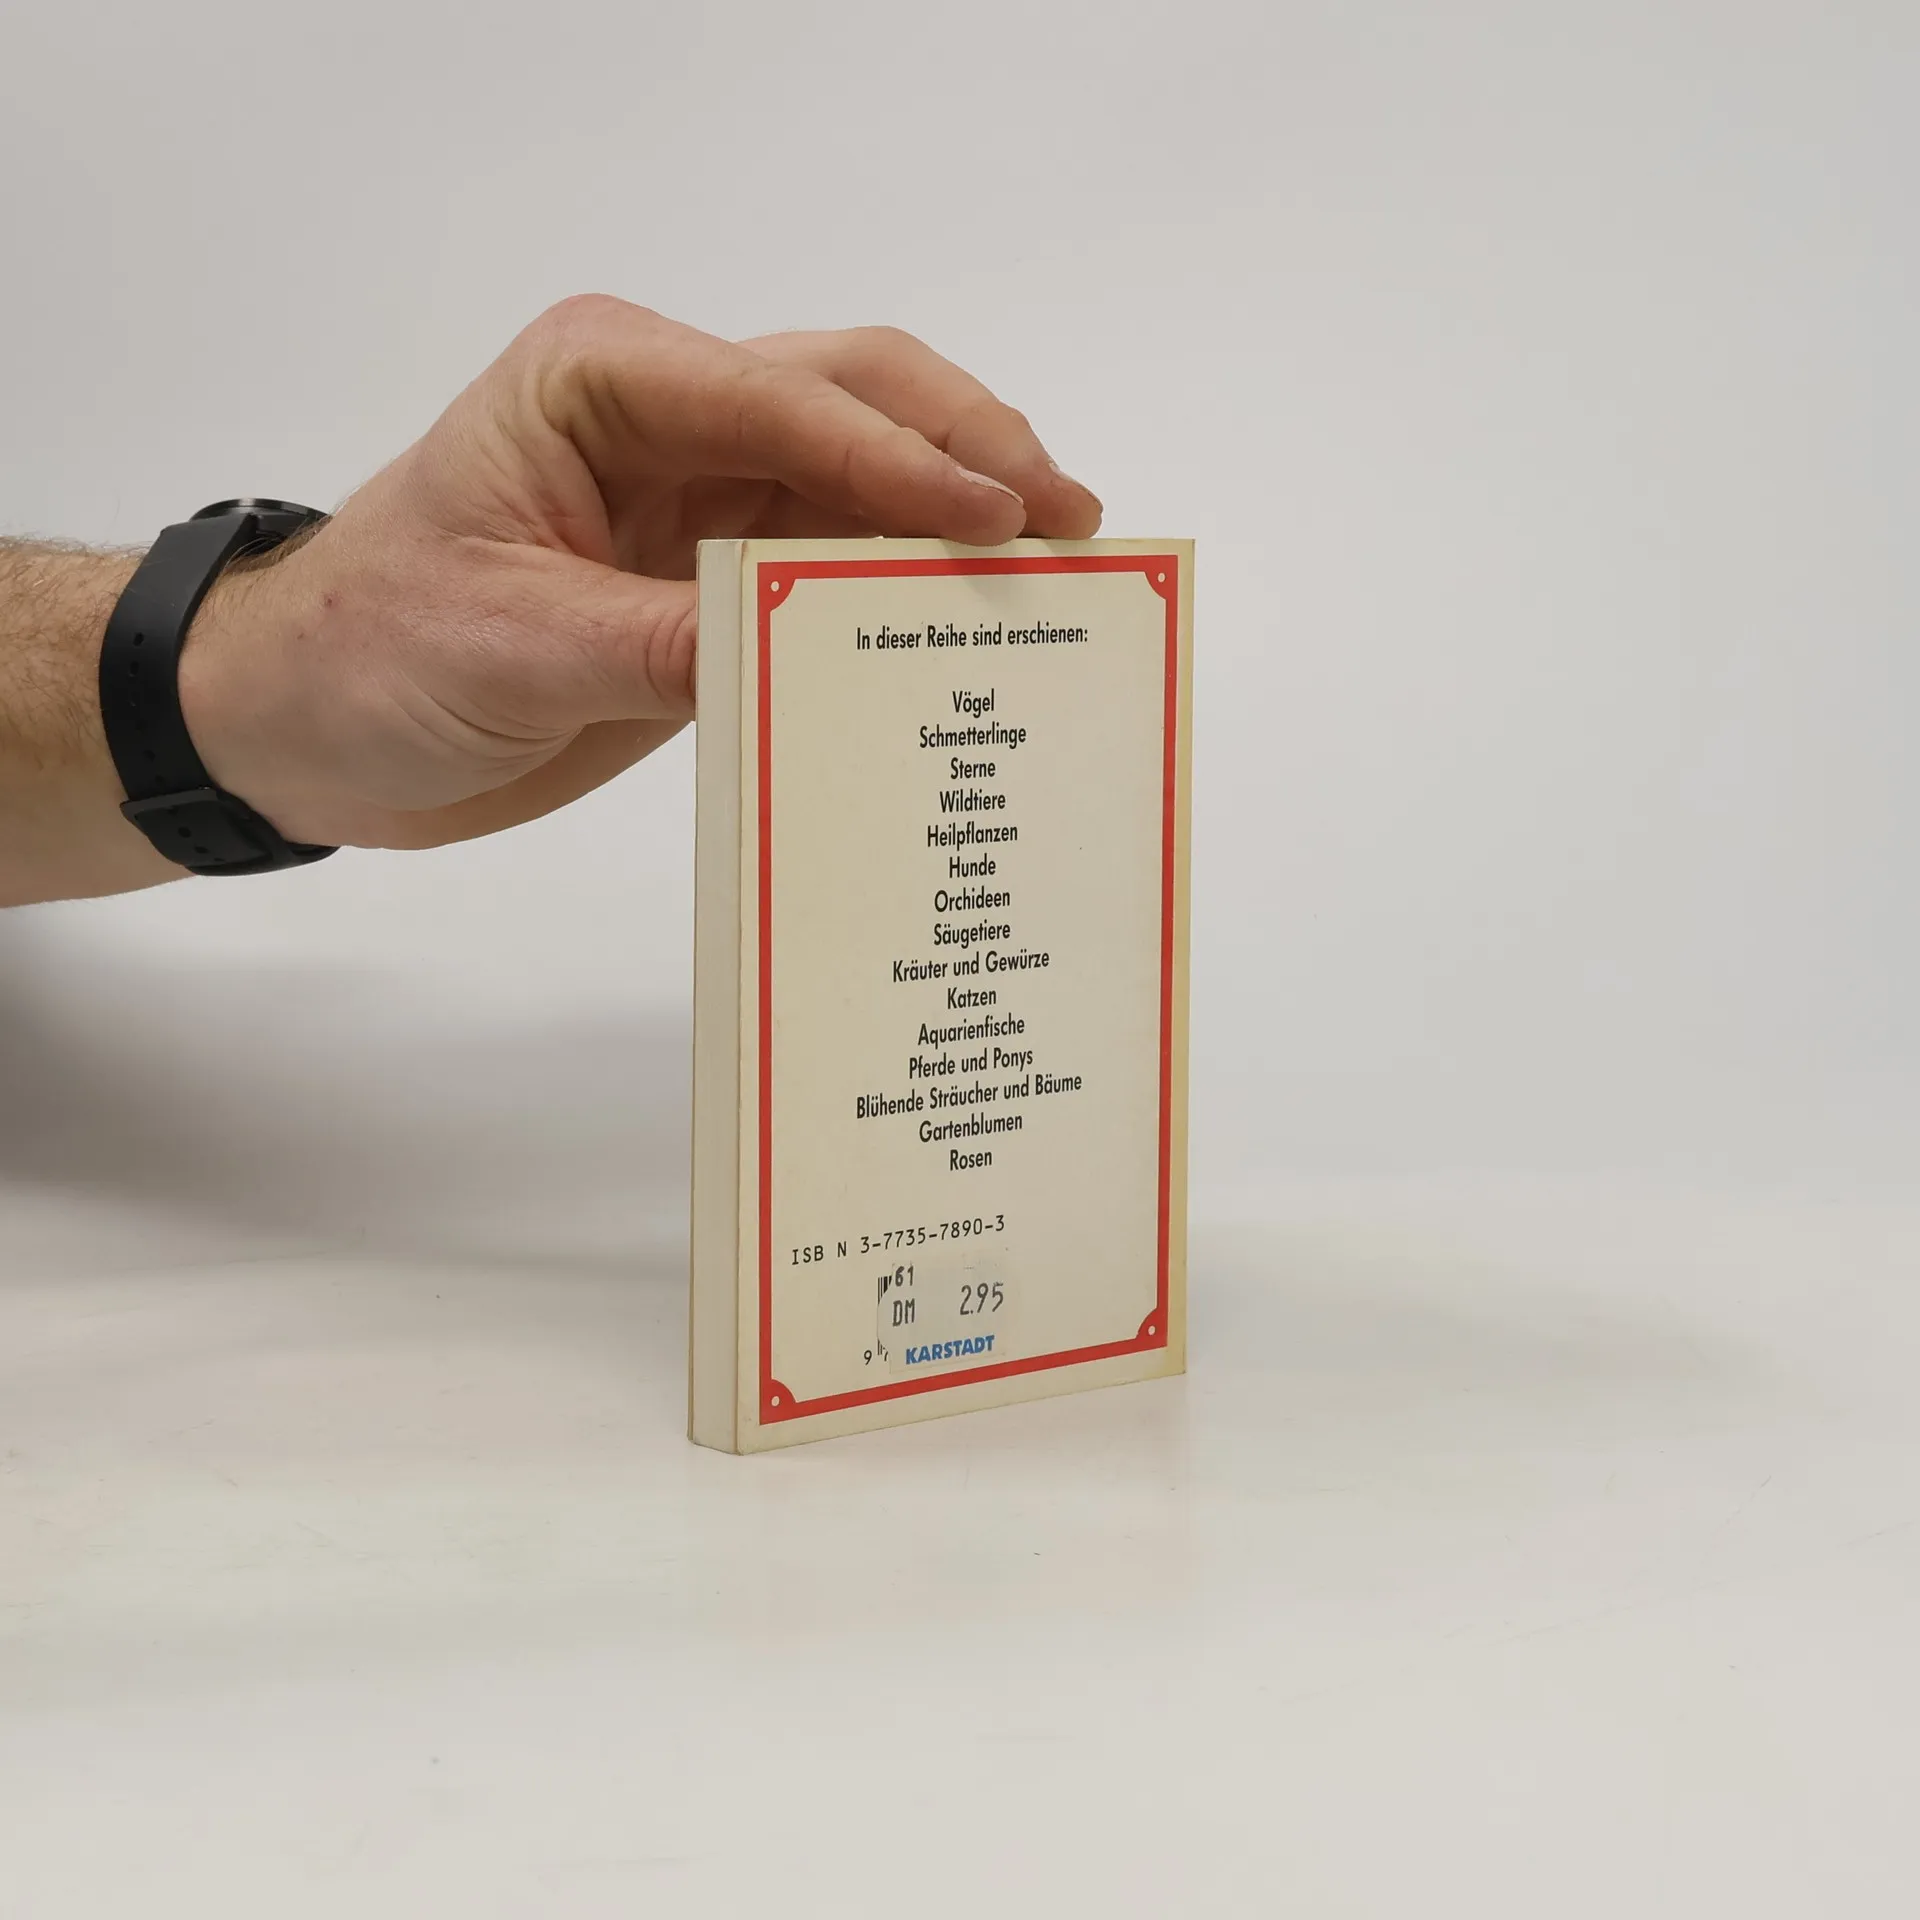 In dieser Reihe sind erschienen:
Vögel
Schmetterlinge
Sterne
Wildtiere
Heilpflanzen
Hunde
Orchideen
Säugetiere
Kräuter und Gewürze
Katzen
Aquarienfische
Pferde und Ponys
Blühende Sträucher und Bäume
Gartenblumen
Rosen
ISB N 3-7735-7890-3
61
DM 2.95
9
KARSTADT